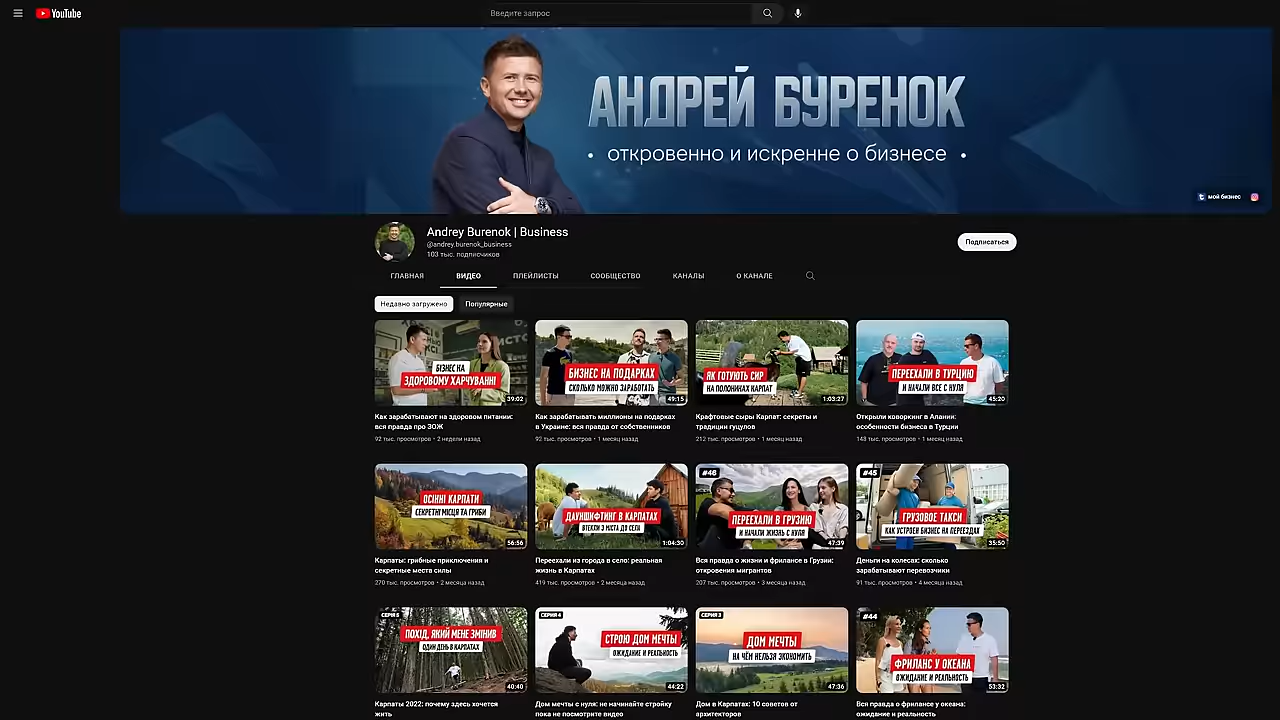 YouTube
Введите запрос
АНДРЕЙ БУРЕНОК
• откровенно и искренне о бизнесе •
мой бизнес
Andrey Burenok | Business
@andrey.burenok_business
103 тыс. подписчиков
Подписаться
ГЛАВНАЯ ВИДЕО ПЛЕЙЛИСТЫ СООБЩЕСТВО КАНАЛЫ О КАНАЛЕ
Недавно загружено Популярные
БІЗНЕС НА
ЗДОРОВОМУ ХАРЧУВАННІ
39:02
Как зарабатывают на здоровом питании:
вся правда про ЗОЖ
92 тыс. просмотров • 2 недели назад
БИЗНЕС НА ПОДАРКАХ
СКОЛЬКО МОЖНО ЗАРАБОТАТЬ
49:15
Как зарабатывать миллионы на подарках
в Украине: вся правда от собственников
92 тыс. просмотров • 1 месяц назад
ЯК ГОТУЮТЬ СИР
НА ПОЛОНИНАХ КАРПАТ
1:03:27
Крафтовые сыры Карпат: секреты и
традиции гуцулов
212 тыс. просмотров • 1 месяц назад
ПЕРЕЕХАЛИ В ТУРЦИЮ
И НАЧАЛИ ВСЕ С НУЛЯ
45:20
Открыли коворкинг в Алании:
особенности бизнеса в Турции
148 тыс. просмотров • 1 месяц назад
ОСІННІ КАРПАТИ
СЕКРЕТНІ МІСЦЯ ТА ГРИБИ
56:56
Карпаты: грибные приключения и
секретные места силы
270 тыс. просмотров • 2 месяца назад
ДАУНШИФТИНГ В КАРПАТАХ
ВТЕКЛИ З МІСТА ДО СЕЛА
1:04:30
Переехали из города в село: реальная
жизнь в Карпатах
419 тыс. просмотров • 2 месяца назад
#46
ПЕРЕЕХАЛИ В ГРУЗИЮ
И НАЧАЛИ ЖИЗНЬ С НУЛЯ
47:39
Вся правда о жизни и фрилансе в Грузии:
откровения мигрантов
207 тыс. просмотров • 3 месяца назад
#45
ГРУЗОВОЕ ТАКСИ
КАК УСТРОЕН БИЗНЕС НА ПЕРЕЕЗДАХ
35:50
Деньги на колесах: сколько
зарабатывают перевозчики
91 тыс. просмотров • 4 месяца назад
СЕРИЯ 5
ПОХІД, ЯКИЙ МЕНЕ ЗМІНИВ
ОДИН ДЕНЬ В КАРПАТАХ
40:40
Карпаты 2022: почему здесь хочется
жить
СЕРИЯ 4
СТРОЮ ДОМ МЕЧТЫ
ОЖИДАНИЕ И РЕАЛЬНОСТЬ
44:22
Дом мечты с нуля: не начинайте стройку
пока не посмотрите видео
СЕРИЯ 3
ДОМ МЕЧТЫ
НА ЧЁМ НЕЛЬЗЯ ЭКОНОМИТЬ
47:36
Дом в Карпатах: 10 советов от
архитекторов
#44
ФРИЛАНС У ОКЕАНА
ОЖИДАНИЕ И РЕАЛЬНОСТЬ
53:32
Вся правда о фрилансе у океана:
ожидание и реальность